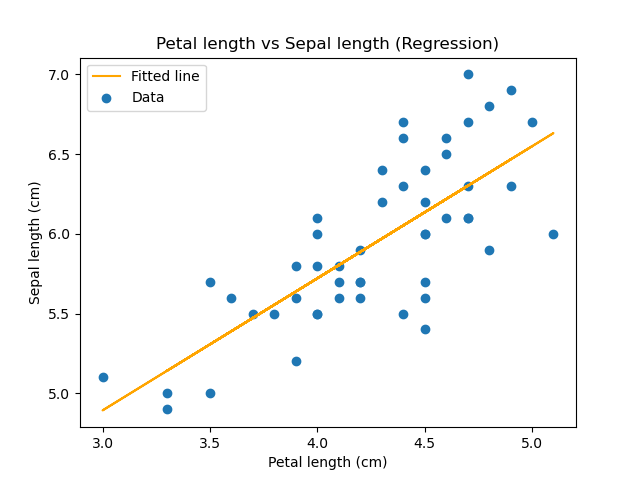 Petal length vs Sepal length (Regression)
Fitted line
Data
7.0
6.5
6.0
5.5
5.0
Sepal length (cm)
3.0 3.5 4.0 4.5 5.0
Petal length (cm)